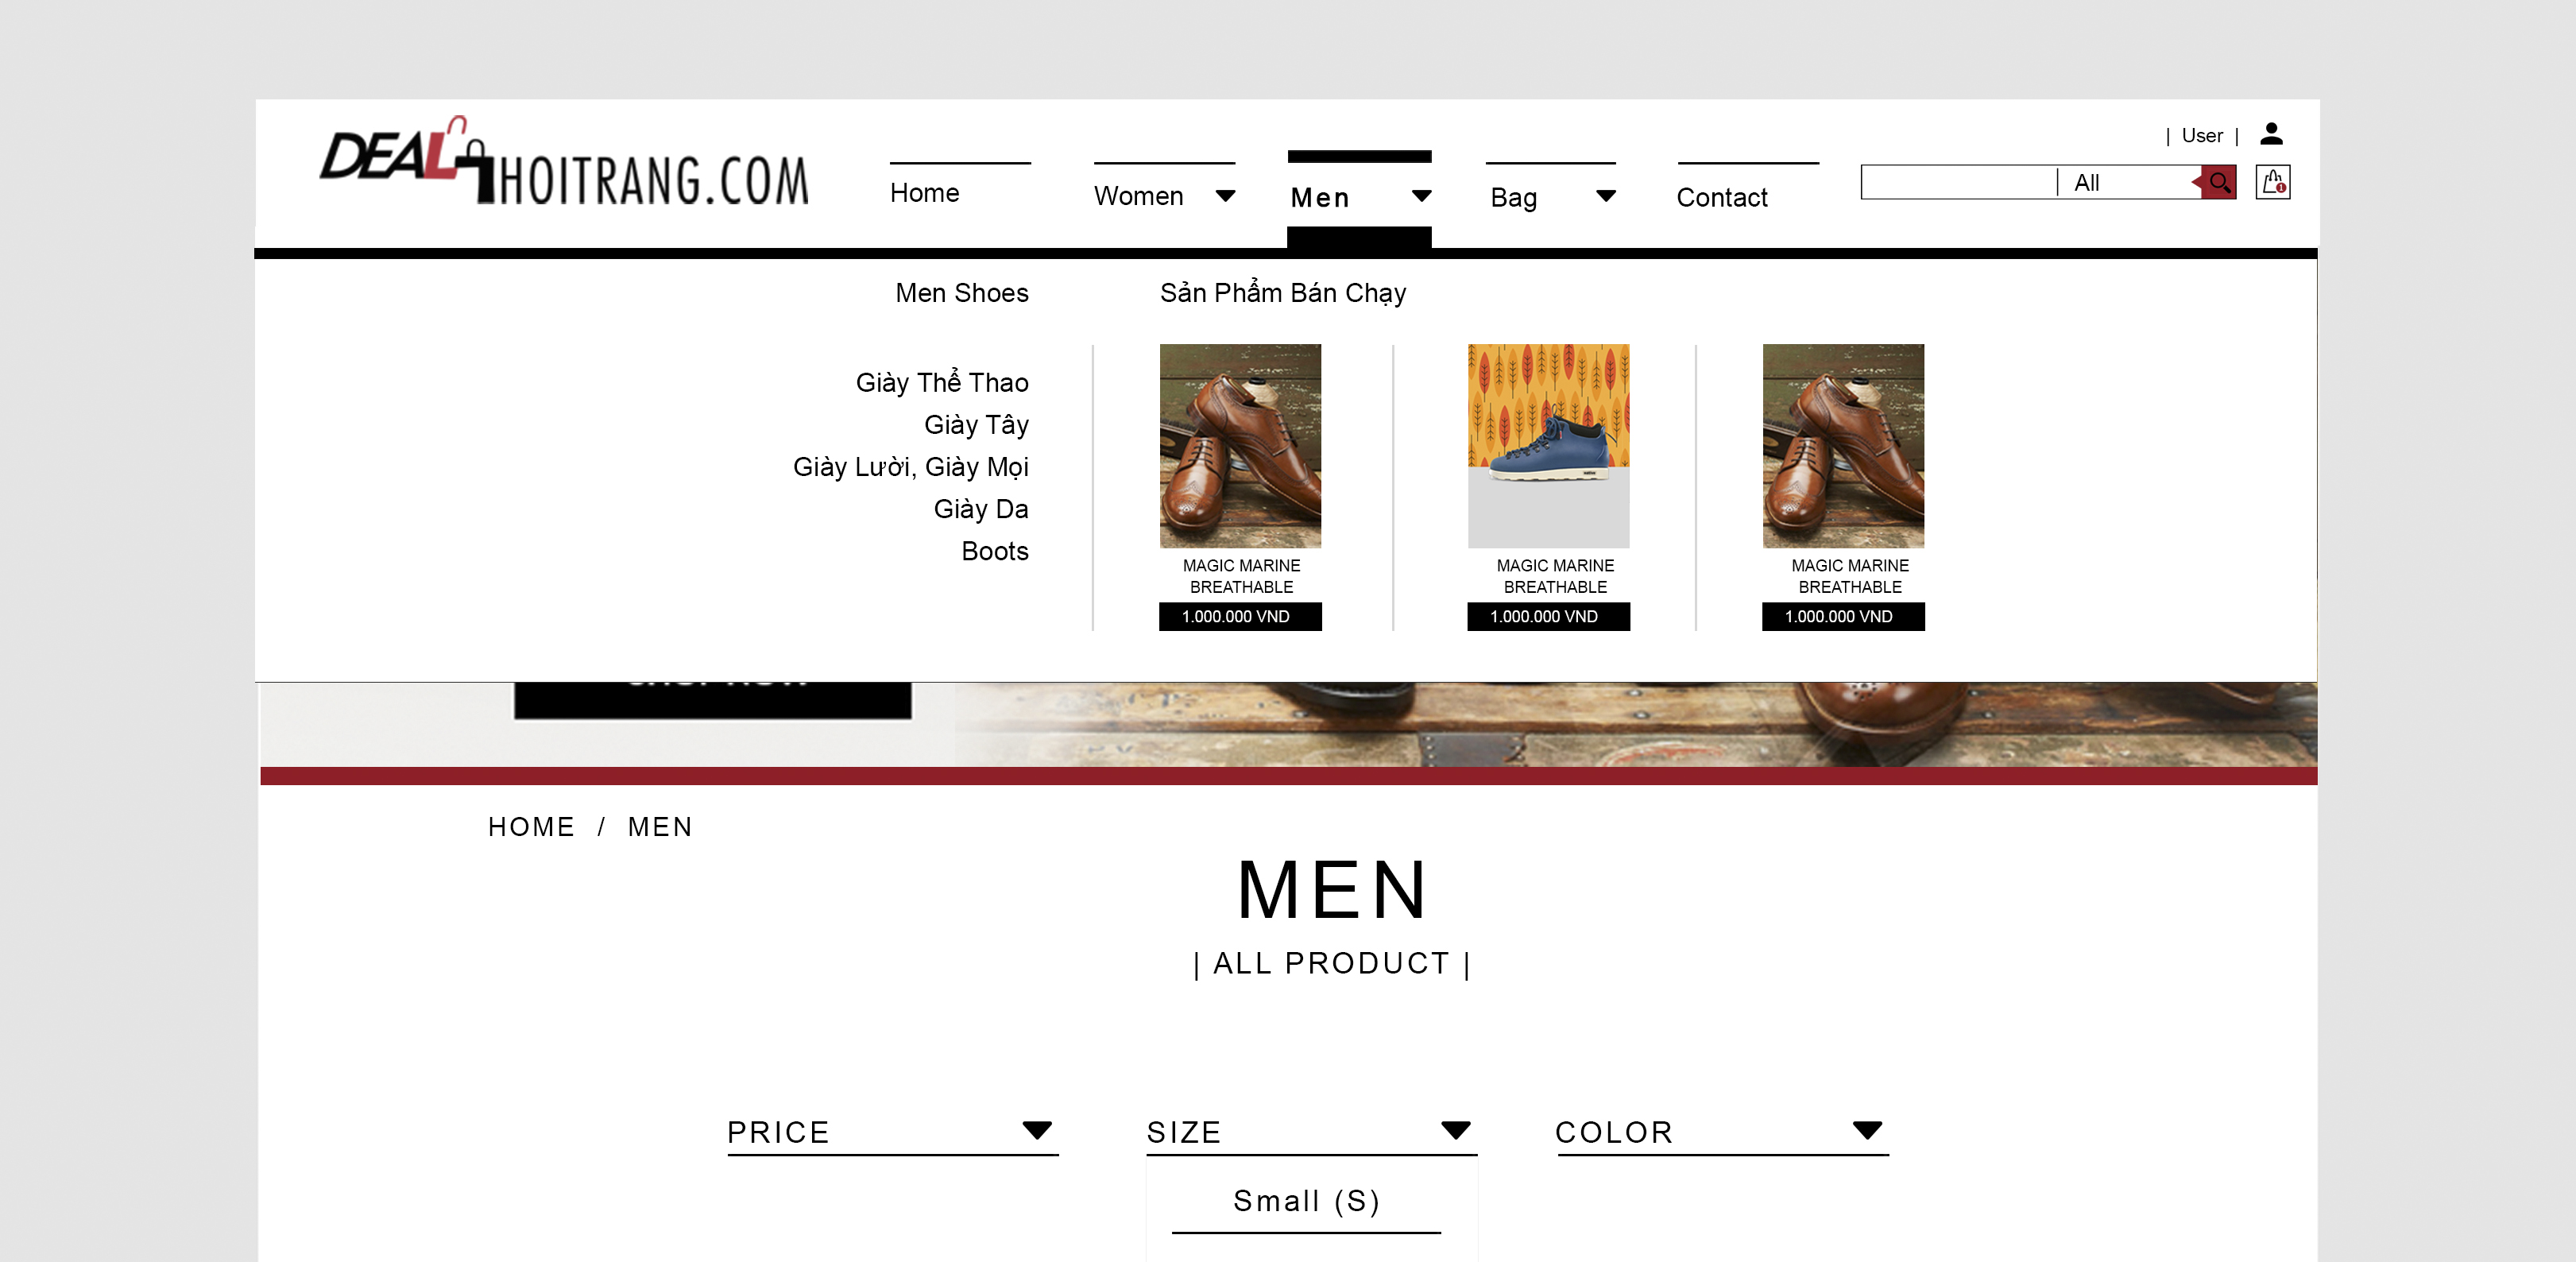 DEALTHOITRANG.COM
Home
Women
Men
Bag
Contact
| User |
All
1
Men Shoes
Sản Phẩm Bán Chạy
Giày Thể Thao
Giày Tây
Giày Lười, Giày Mọi
Giày Da
Boots
MAGIC MARINE
BREATHABLE
1.000.000 VND
MAGIC MARINE
BREATHABLE
1.000.000 VND
MAGIC MARINE
BREATHABLE
1.000.000 VND
HOME / MEN
MEN
| ALL PRODUCT |
PRICE
SIZE
COLOR
Small (S)